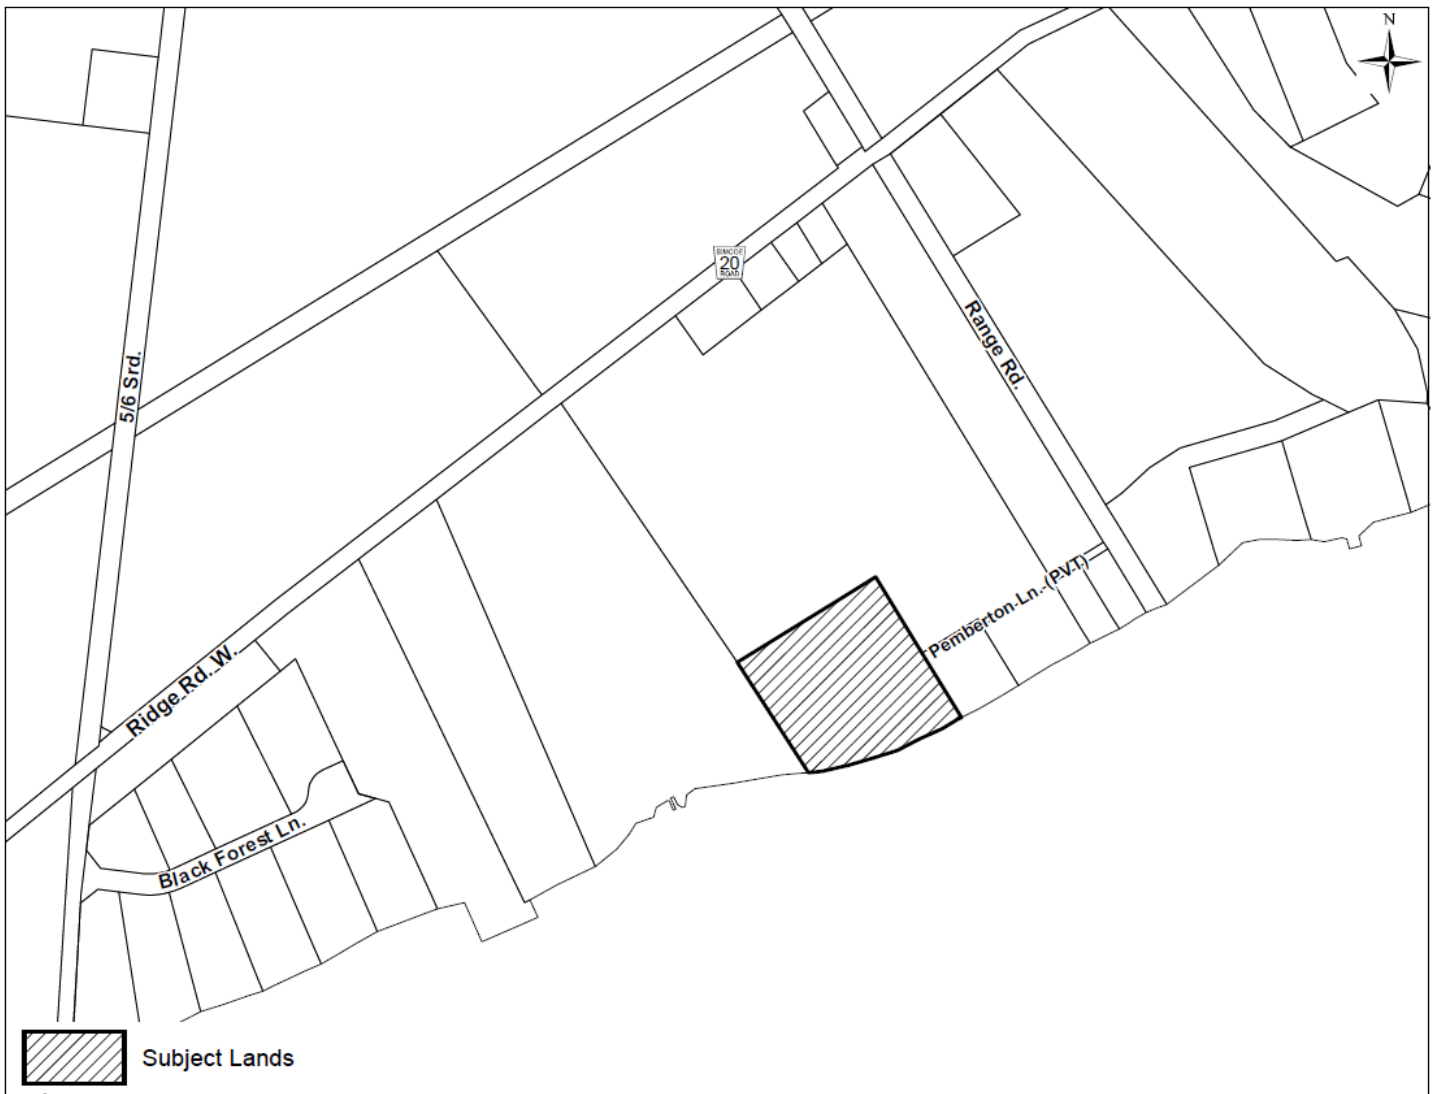 N
SIMCOE
20
ROAD
Range Rd.
5/6 Srd.
Pemberton Ln. (PVT)
Ridge Rd. W.
Black Forest Ln.
Subject Lands